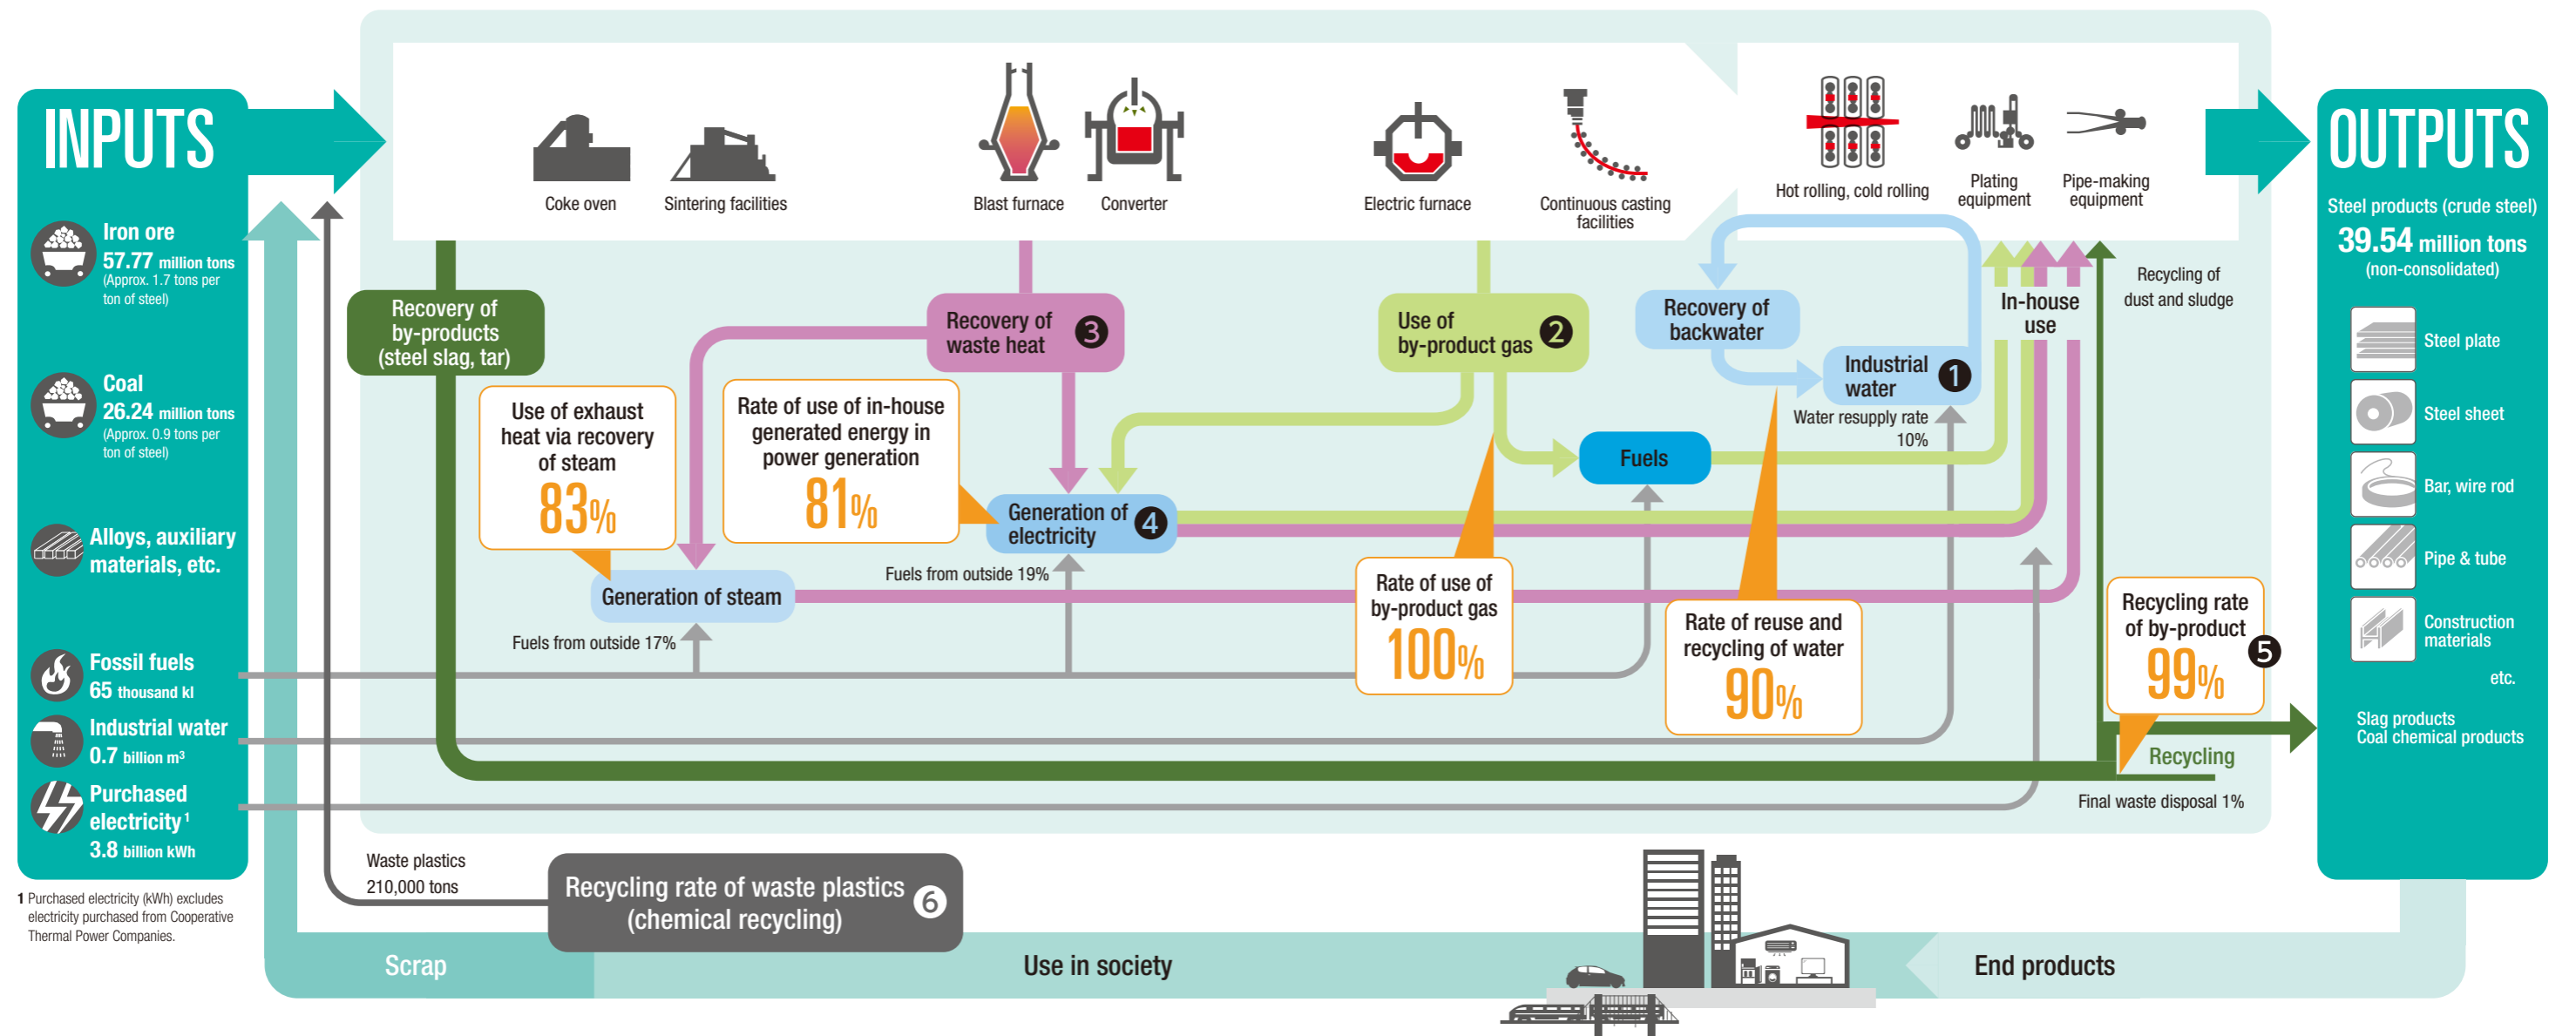 INPUTS
Iron ore
57.77 million tons
(Approx. 1.7 tons per
ton of steel)
Coal
26.24 million tons
(Approx. 0.9 tons per
ton of steel)
Alloys, auxiliary
materials, etc.
Fossil fuels
65 thousand kl
Industrial water
0.7 billion m³
Purchased
electricity¹
3.8 billion kWh
1 Purchased electricity (kWh) excludes
electricity purchased from Cooperative
Thermal Power Companies.
Coke oven
Sintering facilities
Blast furnace
Converter
Electric furnace
Continuous casting
facilities
Hot rolling, cold rolling
Plating
equipment
Pipe-making
equipment
Recovery of
by-products
(steel slag, tar)
Recovery of
waste heat
3
Use of
by-product gas
2
Recovery of
backwater
Industrial
water
1
Water resupply rate
10%
In-house
use
Recycling of
dust and sludge
Use of exhaust
heat via recovery
of steam
83%
Rate of use of in-house
generated energy in
power generation
81%
Generation of
electricity
4
Fuels
Fuels from outside 19%
Generation of steam
Fuels from outside 17%
Rate of use of
by-product gas
100%
Rate of reuse and
recycling of water
90%
Recycling rate
of by-product
99%
5
Recycling
Final waste disposal 1%
Waste plastics
210,000 tons
Recycling rate of waste plastics
(chemical recycling)
6
Scrap
Use in society
End products
OUTPUTS
Steel products (crude steel)
39.54 million tons
(non-consolidated)
Steel plate
Steel sheet
Bar, wire rod
Pipe & tube
Construction
materials
etc.
Slag products
Coal chemical products